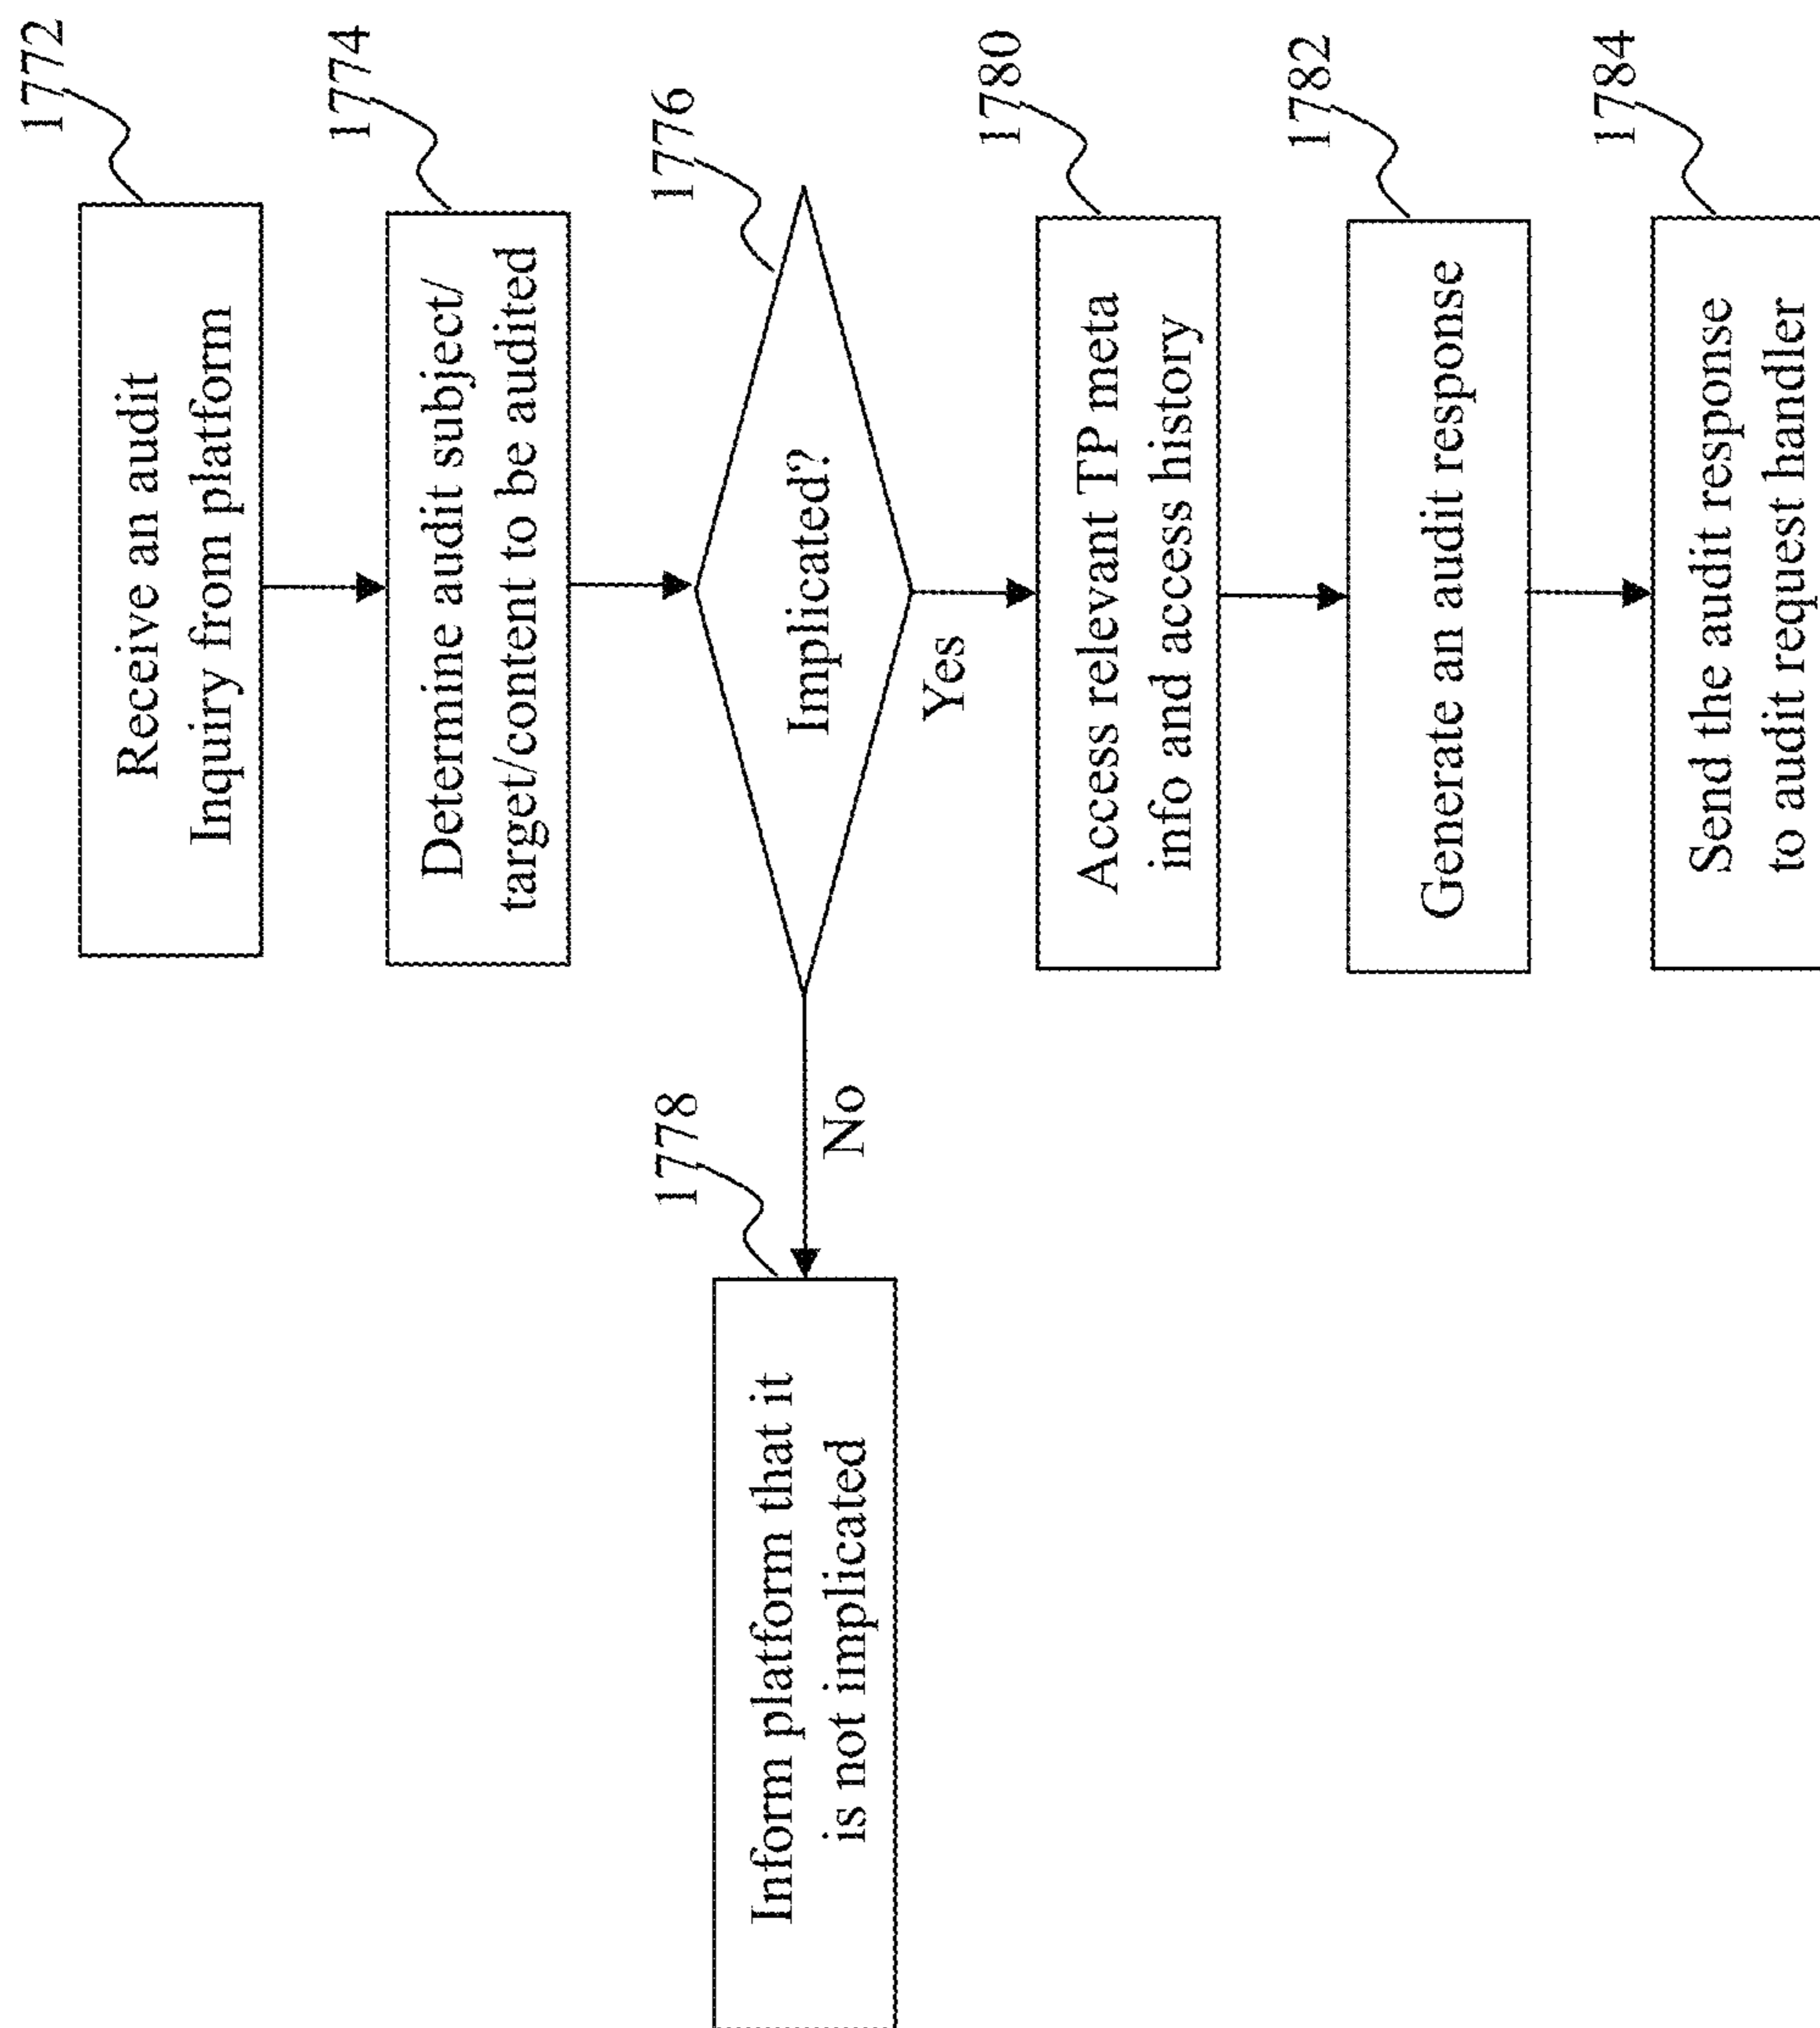 1772
Receive an audit
Inquiry from platform
1774
Determine audit subject/
target/content to be audited
1776
Implicated?
No
Yes
1778
Inform platform that it
is not implicated
1780
Access relevant TP meta
info and access history
1782
Generate an audit response
1784
Send the audit response
to audit request handler